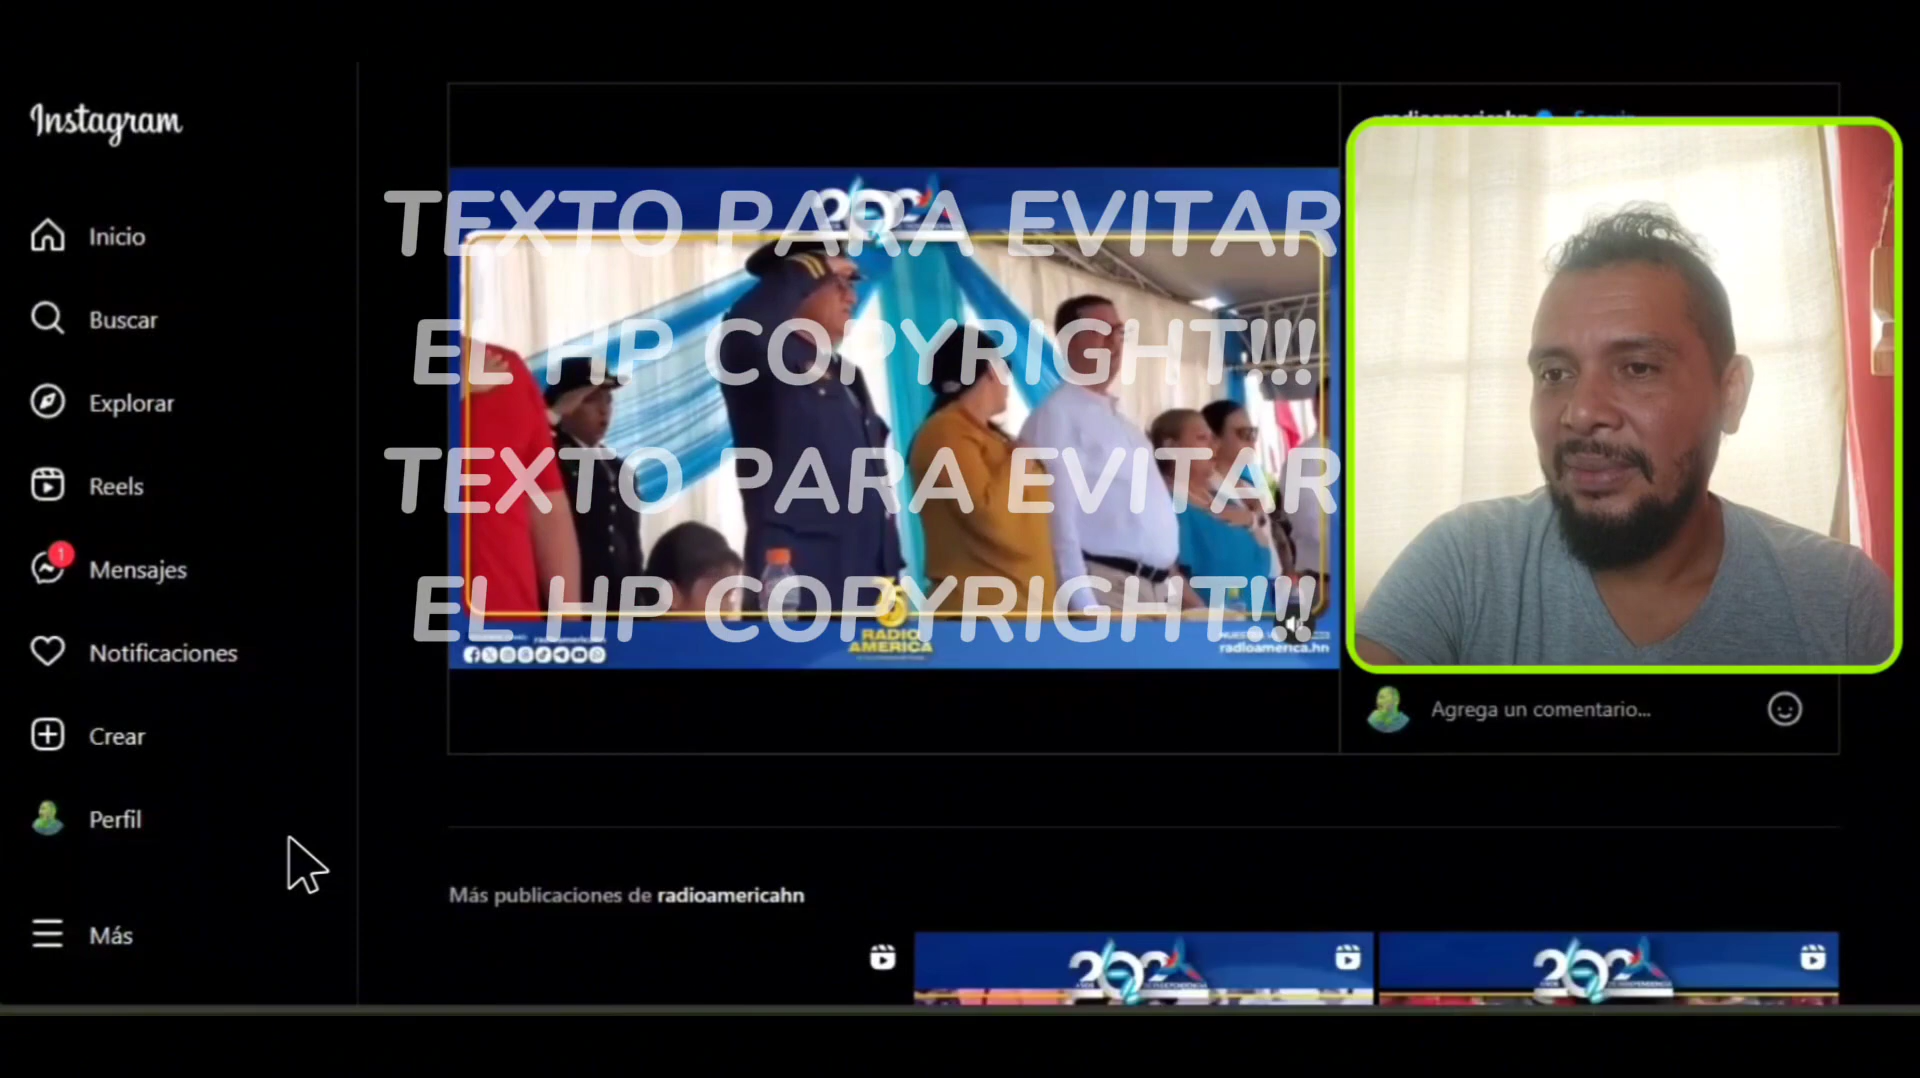 Instagram
Inicio
Buscar
Explorar
Reels
1
Mensajes
Notificaciones
Crear
Perfil
Más
TEXTO PARA EVITAR
EL HP COPYRIGHT!!!
TEXTO PARA EVITAR
EL HP COPYRIGHT!!!
RADIO
AMERICA
radioamerica.hn
Agrega un comentario...
Más publicaciones de radioamericahn